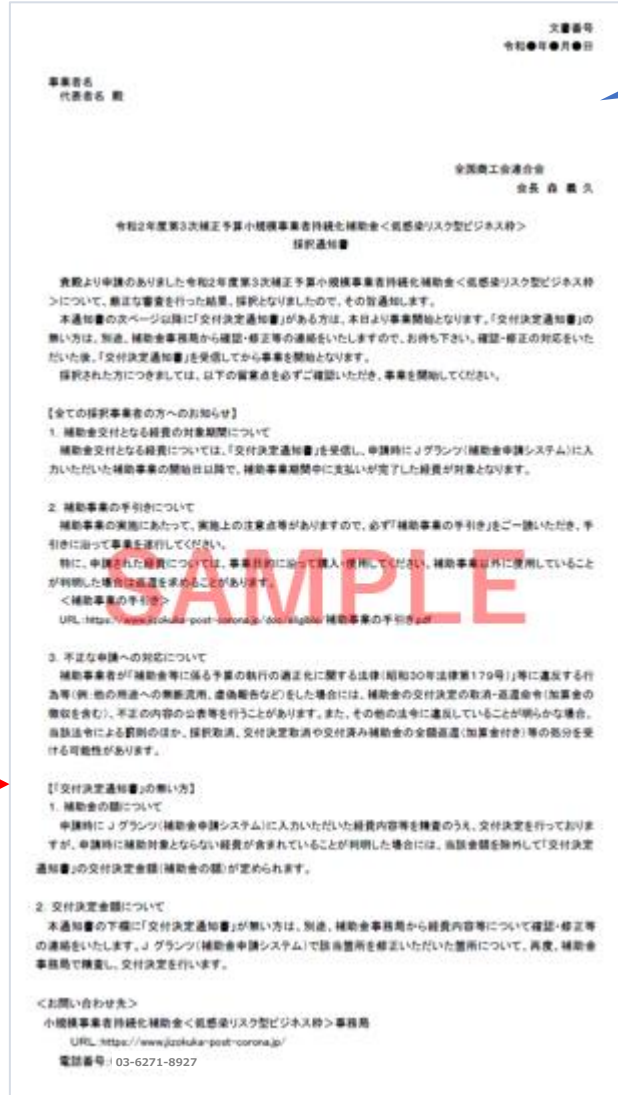 文書番号
令和●年●月●日
事業者名
代表者名 殿
全国商工会連合会
会長 森 義 久
令和2年度第3次補正予算小規模事業者持続化補助金＜低感染リスク型ビジネス枠＞
採択通知書
貴殿より申請のありました令和2年度第3次補正予算小規模事業者持続化補助金＜低感染リスク型ビジネス枠
＞について、厳正な審査を行った結果、採択となりましたので、その旨通知します。
本通知書の次ページ以降に「交付決定通知書」がある方は、本日より事業開始となります。「交付決定通知書」の
無い方は、別途、補助金事務局から確認・修正等の連絡をいたしますので、お待ち下さい。確認・修正の対応をいた
だいた後、「交付決定通知書」を受信してから事業を開始となります。
採択された方につきましては、以下の留意点を必ずご確認いただき、事業を開始してください。
【全ての採択事業者の方へのお知らせ】
1. 補助金交付となる経費の対象期間について
補助金交付となる経費については、「交付決定通知書」を受信し、申請時にＪグランツ（補助金申請システム）に入
力いただいた補助事業の開始日以降で、補助事業期間中に支払いが完了した経費が対象となります。
2. 補助事業の手引きについて
補助事業の実施にあたって、実施上の注意点等がありますので、必ず「補助事業の手引き」をご一読いただき、手
引きに沿って事業を遂行してください。
特に、申請された経費については、事業目的に沿って購入・使用してください。補助事業以外に使用していること
が判明した場合は返還を求めることがあります。
＜補助事業の手引き＞
URL:https://www.jizokuka-post-corona.jp/doc/eligible/補助事業の手引き.pdf
SAMPLE
3. 不正な申請への対応について
補助事業者が「補助金等に係る予算の執行の適正化に関する法律（昭和30年法律第179号）」等に違反する行
為等（例:他の用途への無断流用、虚偽報告など）をした場合には、補助金の交付決定の取消・返還命令（加算金の
徴収を含む）、不正の内容の公表等を行うことがあります。また、その他の法令に違反していることが明らかな場合、
当該法令による罰則のほか、採択取消、交付決定取消や交付済み補助金の全額返還（加算金付き）等の処分を受
ける可能性があります。
【「交付決定通知書」の無い方】
1. 補助金の額について
申請時にＪグランツ（補助金申請システム）に入力いただいた経費内容等を精査のうえ、交付決定を行っておりま
すが、申請時に補助対象とならない経費が含まれていることが判明した場合には、当該金額を除外して「交付決定
通知書」の交付決定金額（補助金の額）が定められます。
2. 交付決定金額について
本通知書の下欄に「交付決定通知書」が無い方は、別途、補助金事務局から経費内容等について確認・修正等
の連絡をいたします。Ｊグランツ（補助金申請システム）で該当箇所を修正いただいた箇所について、再度、補助金
事務局で精査し、交付決定を行います。
＜お問い合わせ先＞
小規模事業者持続化補助金＜低感染リスク型ビジネス枠＞事務局
URL:https://www.jizokuka-post-corona.jp/
電話番号: 03-6271-8927